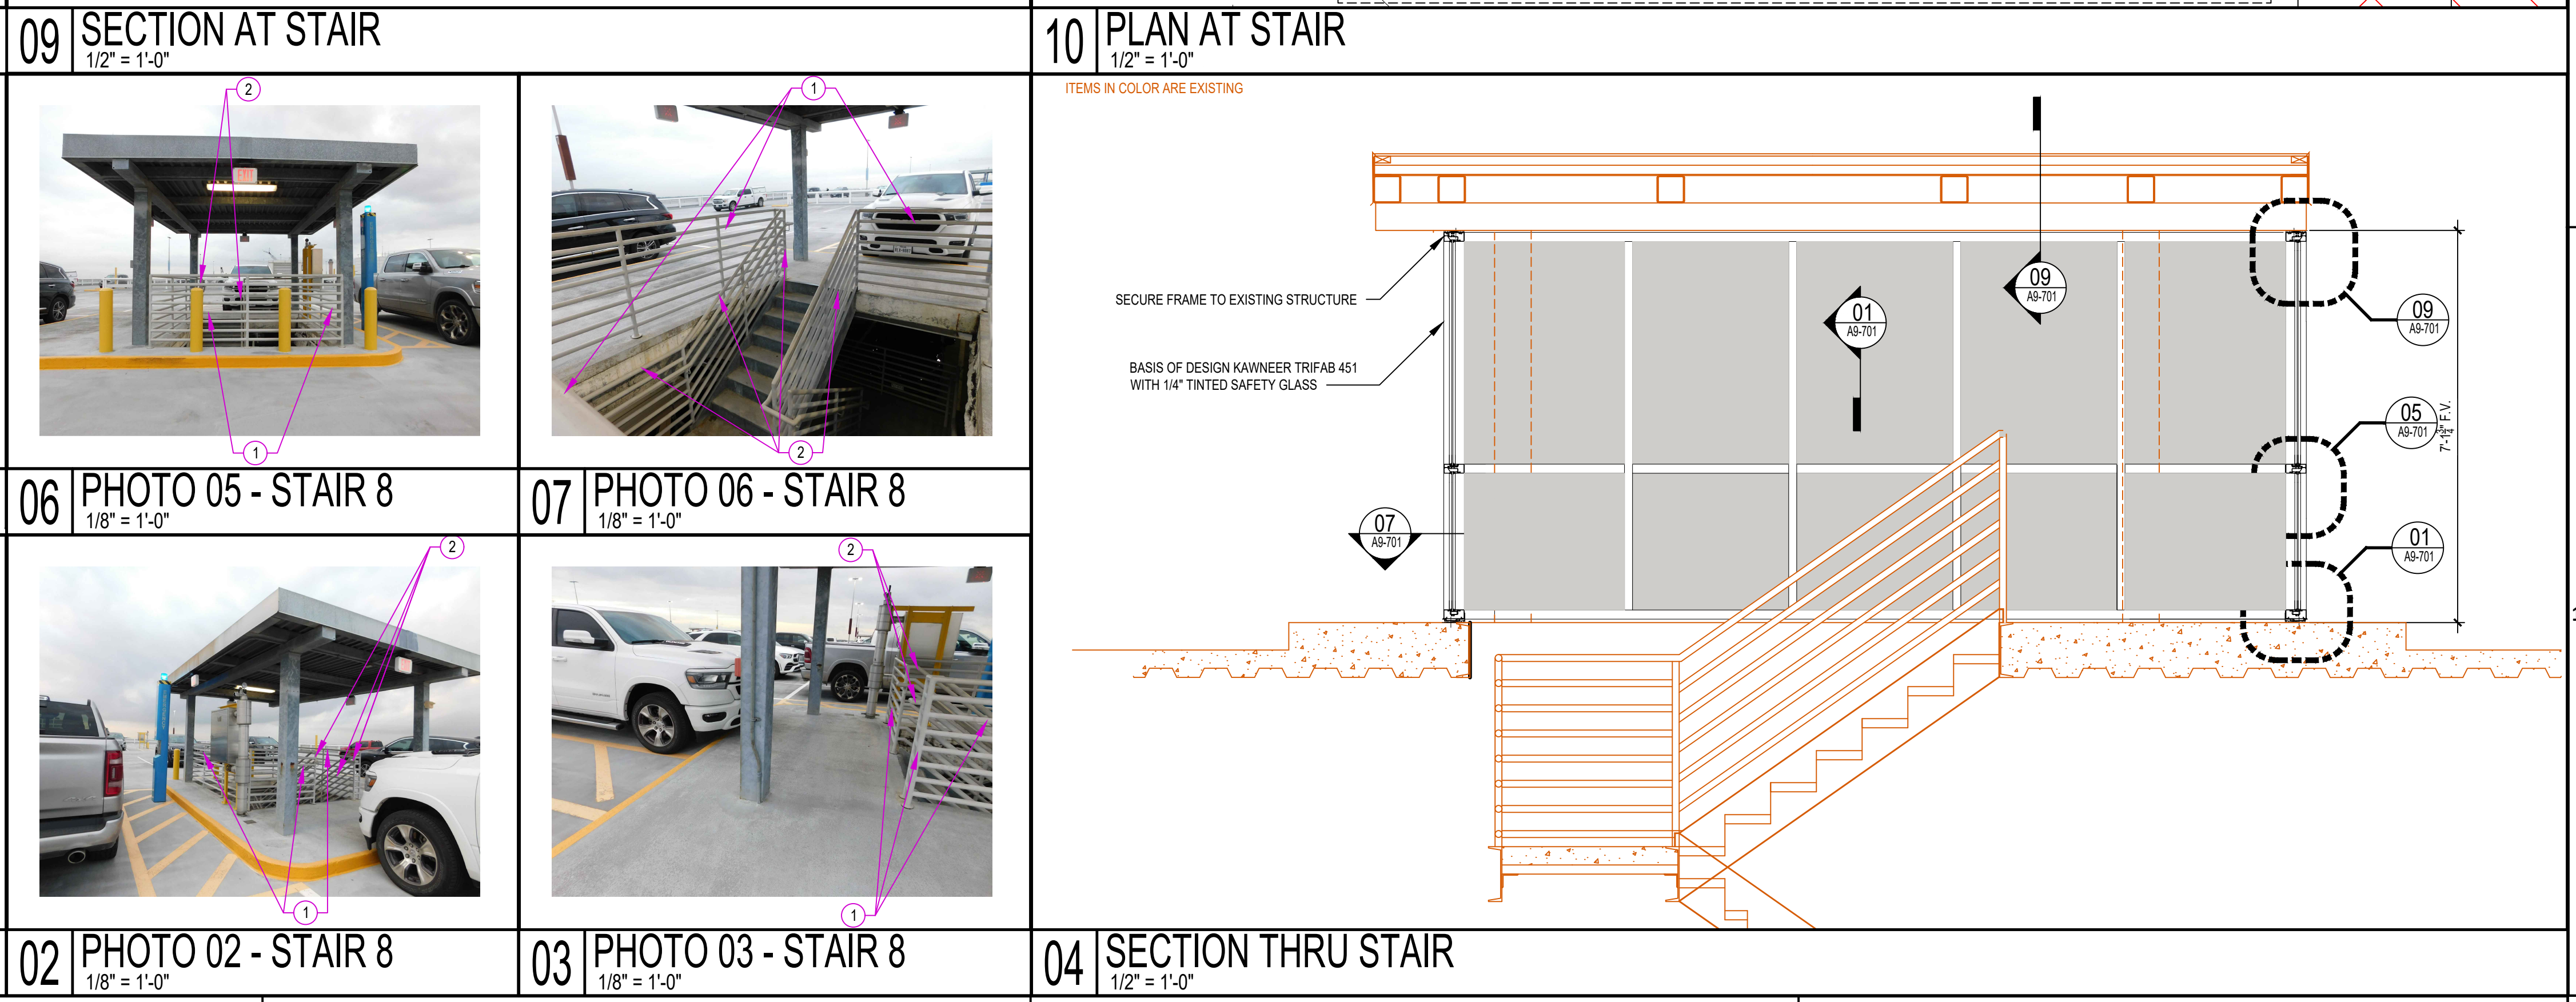 09 SECTION AT STAIR
1/2" = 1'-0"
10 PLAN AT STAIR
1/2" = 1'-0"
2
EXIT
1
06 PHOTO 05 - STAIR 8
1/8" = 1'-0"
1
2
07 PHOTO 06 - STAIR 8
1/8" = 1'-0"
2
1
02 PHOTO 02 - STAIR 8
1/8" = 1'-0"
2
1
03 PHOTO 03 - STAIR 8
1/8" = 1'-0"
ITEMS IN COLOR ARE EXISTING
SECURE FRAME TO EXISTING STRUCTURE
BASIS OF DESIGN KAWNEER TRIFAB 451
WITH 1/4" TINTED SAFETY GLASS
09
A9-701
01
A9-701
09
A9-701
05
A9-701
7'-1 3/4" F.V.
07
A9-701
01
A9-701
04 SECTION THRU STAIR
1/2" = 1'-0"